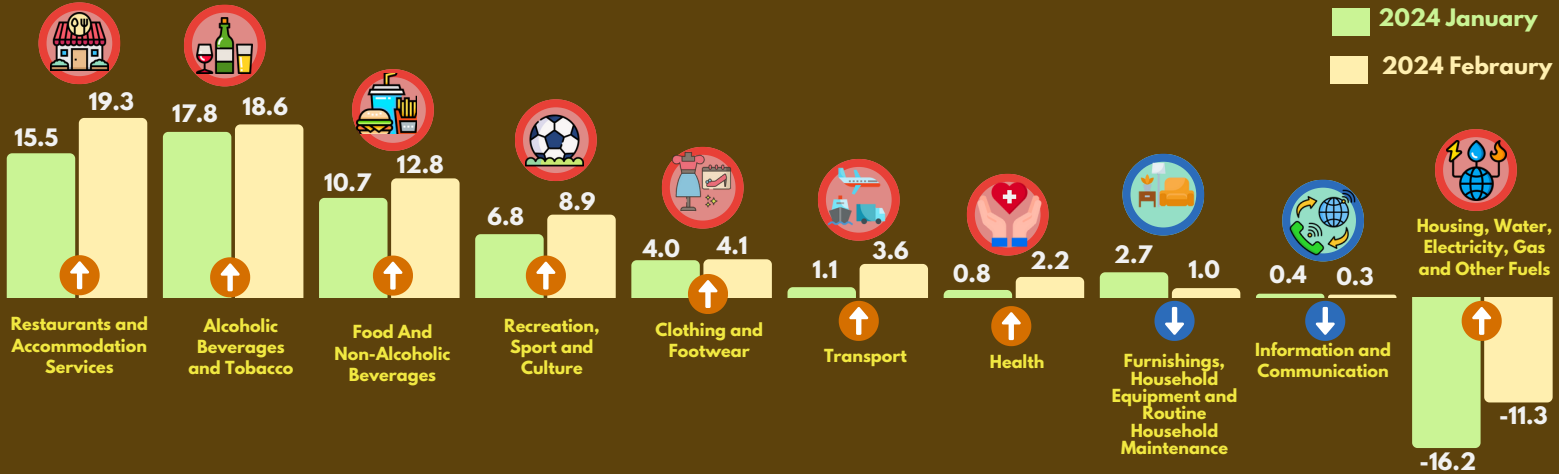 2024 January
2024 Febraury
15.5
19.3
17.8
18.6
10.7
12.8
6.8
8.9
4.0
4.1
1.1
3.6
0.8
2.2
2.7
1.0
0.4
0.3
Housing, Water,
Electricity, Gas
and Other Fuels
-16.2
-11.3
Restaurants and
Accommodation
Services
Alcoholic
Beverages
and Tobacco
Food And
Non-Alcoholic
Beverages
Recreation,
Sport and
Culture
Clothing and
Footwear
Transport
Health
Furnishings,
Household
Equipment and
Routine
Household
Maintenance
Information and
Communication